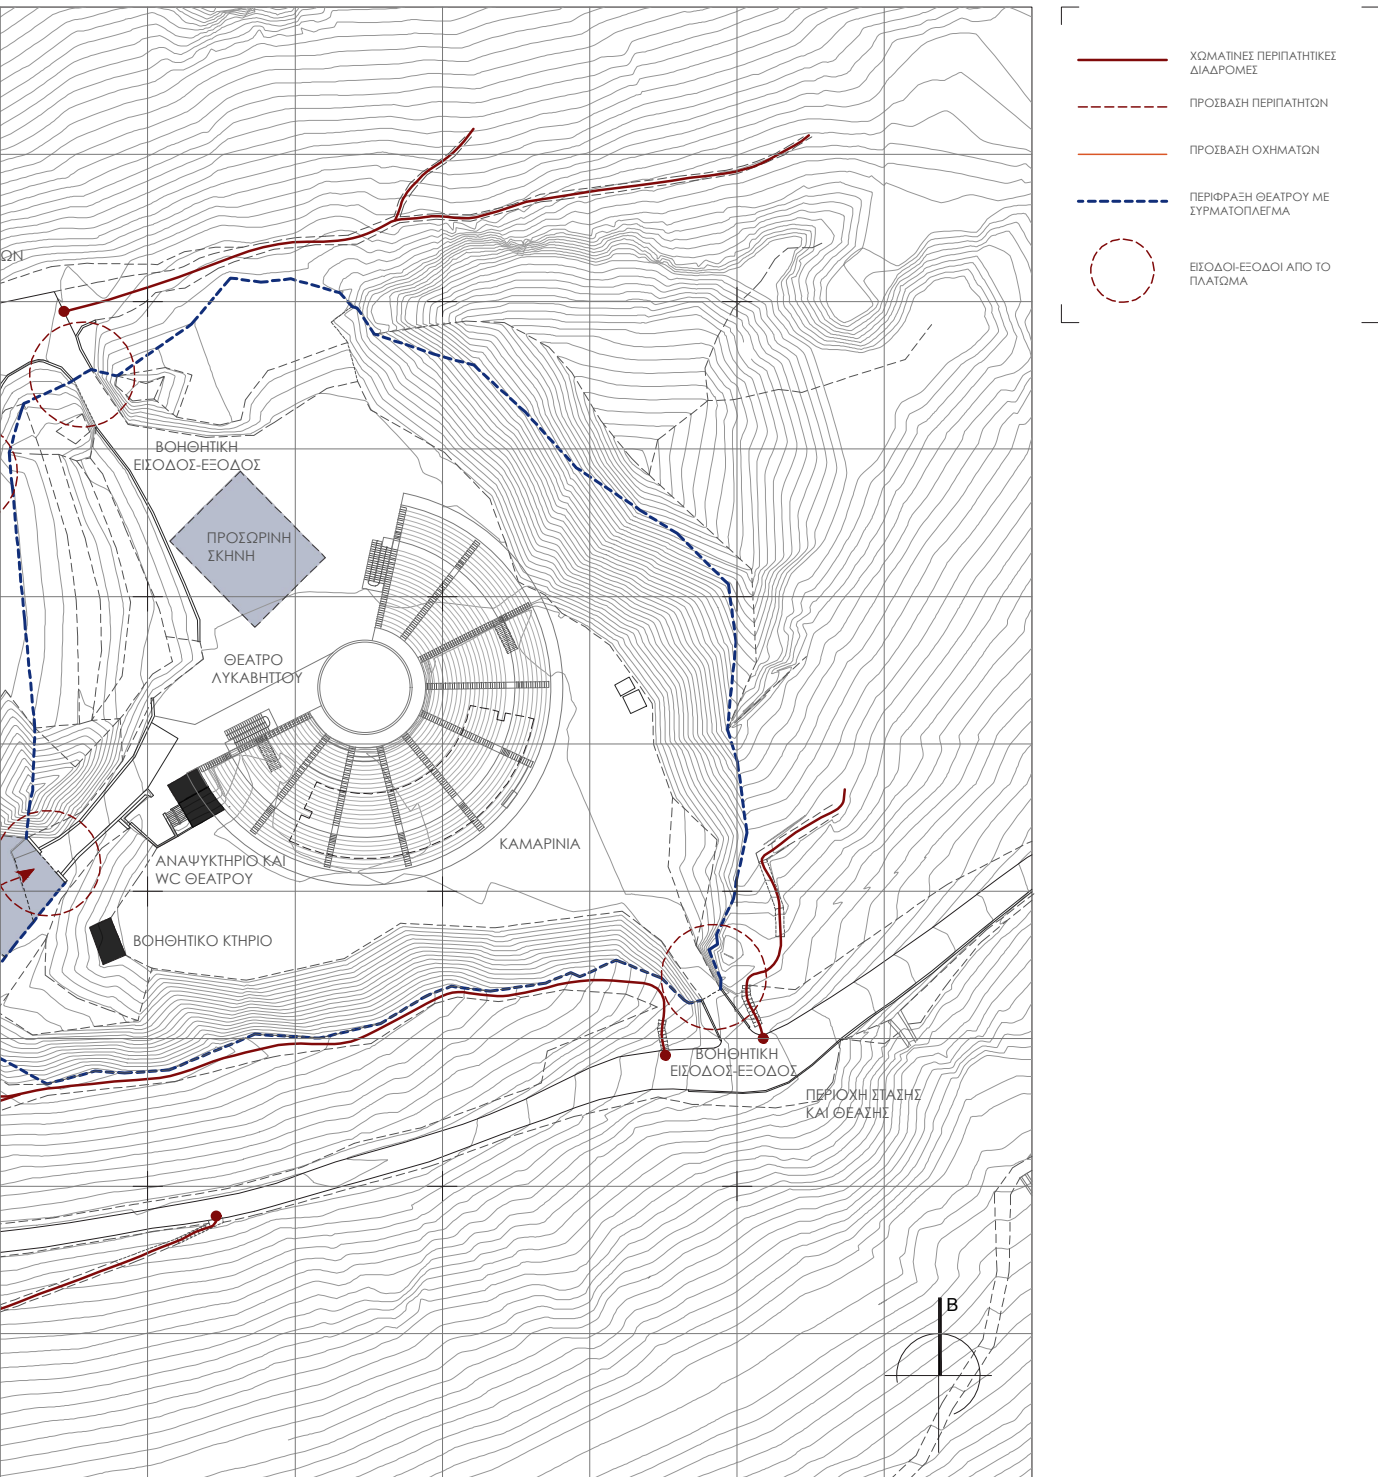 ΧΩΜΑΤΙΝΕΣ ΠΕΡΙΠΑΤΗΤΙΚΕΣ
ΔΙΑΔΡΟΜΕΣ
ΠΡΟΣΒΑΣΗ ΠΕΡΙΠΑΤΗΤΩΝ
ΠΡΟΣΒΑΣΗ ΟΧΗΜΑΤΩΝ
ΠΕΡΙΦΡΑΞΗ ΘΕΑΤΡΟΥ ΜΕ
ΣΥΡΜΑΤΟΠΛΕΓΜΑ
ΕΙΣΟΔΟΙ-ΕΞΟΔΟΙ ΑΠΟ ΤΟ
ΠΛΑΤΩΜΑ
ΩΝ
ΒΟΗΘΗΤΙΚΗ
ΕΙΣΟΔΟΣ-ΕΞΟΔΟΣ
ΠΡΟΣΩΡΙΝΗ
ΣΚΗΝΗ
ΘΕΑΤΡΟ
ΛΥΚΑΒΗΤΤΟΥ
ΚΑΜΑΡΙΝΙΑ
ΑΝΑΨΥΚΤΗΡΙΟ ΚΑΙ
WC ΘΕΑΤΡΟΥ
ΒΟΗΘΗΤΙΚΟ ΚΤΗΡΙΟ
ΒΟΗΘΗΤΙΚΗ
ΕΙΣΟΔΟΣ-ΕΞΟΔΟΣ
ΠΕΡΙΟΧΗ ΣΤΑΣΗΣ
ΚΑΙ ΘΕΑΣΗΣ
Β